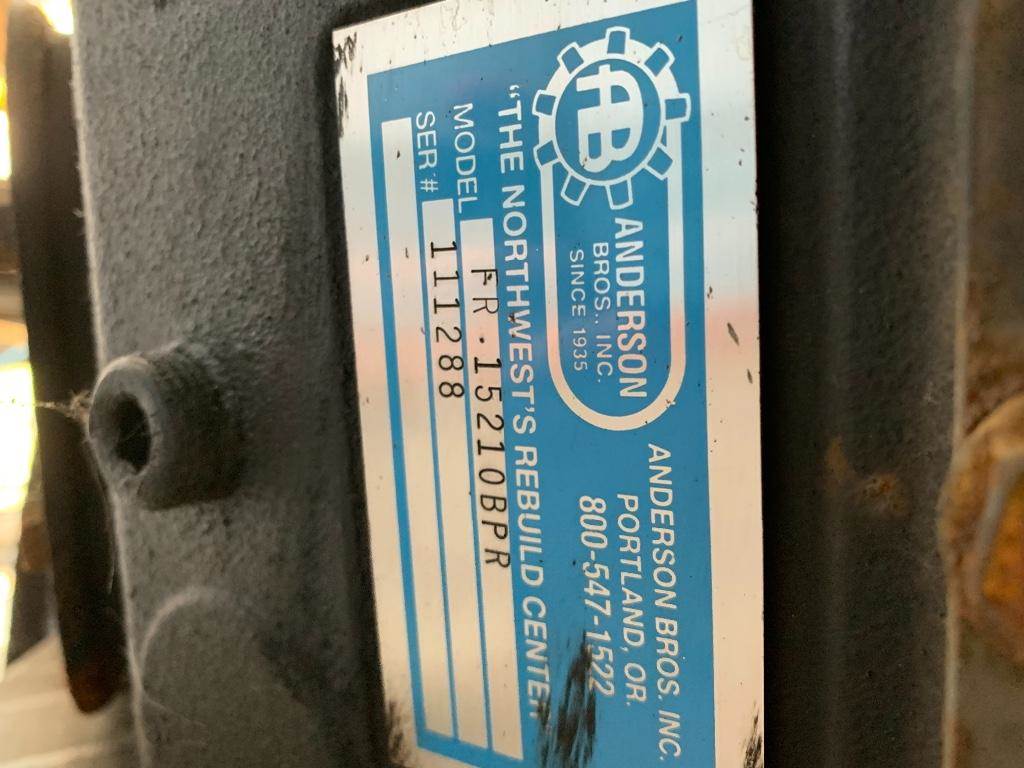 AB
ANDERSON
BROS., INC.
SINCE 1935
ANDERSON BROS. INC.
PORTLAND, OR.
800-547-1522
"THE NORTHWEST'S REBUILD CENTER
MODEL FR.15210BPR
SER # 111288